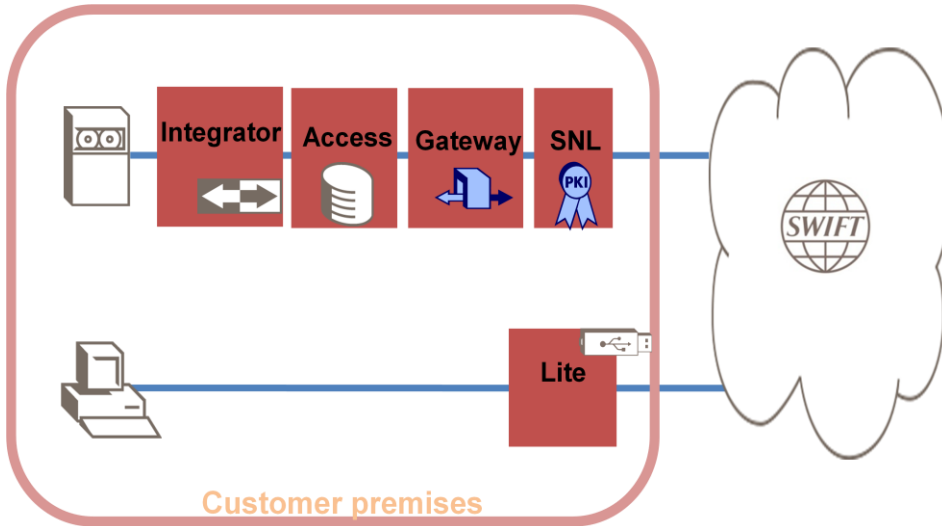 Integrator
Access
Gateway
SNL
PKI
SWIFT
Lite
Customer premises